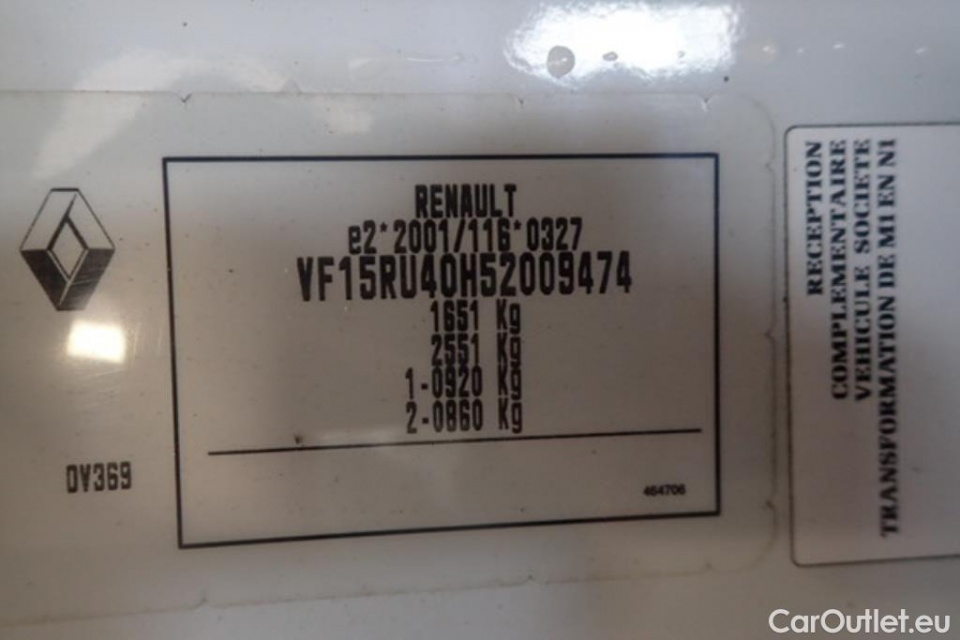 RENAULT
e2*2001/116*0327
VF15RU40H52009474
1651 Kg
2551 Kg
1-0920 Kg
2-0860 Kg
464706
DV369
RECEPTION
COMPLEMENTAIRE
VEHICULE SOCIETE
TRANSFORMATION DE M1 EN N1
CarOutlet.eu